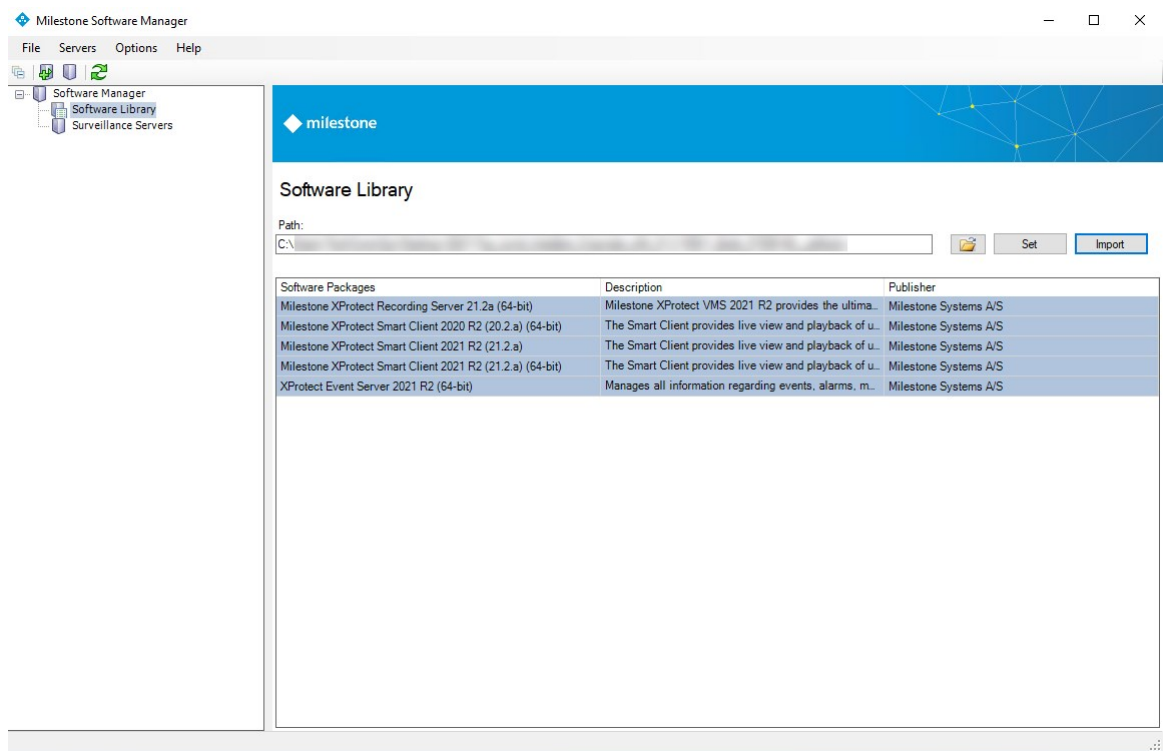 Milestone Software Manager
File Servers Options Help
Software Manager
Software Library
Surveillance Servers
milestone
Software Library
Path:
C:\
Set Import
Software Packages Description Publisher
Milestone XProtect Recording Server 21.2a (64-bit) Milestone XProtect VMS 2021 R2 provides the ultima... Milestone Systems A/S
Milestone XProtect Smart Client 2020 R2 (20.2.a) (64-bit) The Smart Client provides live view and playback of u... Milestone Systems A/S
Milestone XProtect Smart Client 2021 R2 (21.2.a) The Smart Client provides live view and playback of u... Milestone Systems A/S
Milestone XProtect Smart Client 2021 R2 (21.2.a) (64-bit) The Smart Client provides live view and playback of u... Milestone Systems A/S
XProtect Event Server 2021 R2 (64-bit) Manages all information regarding events, alarms, m... Milestone Systems A/S